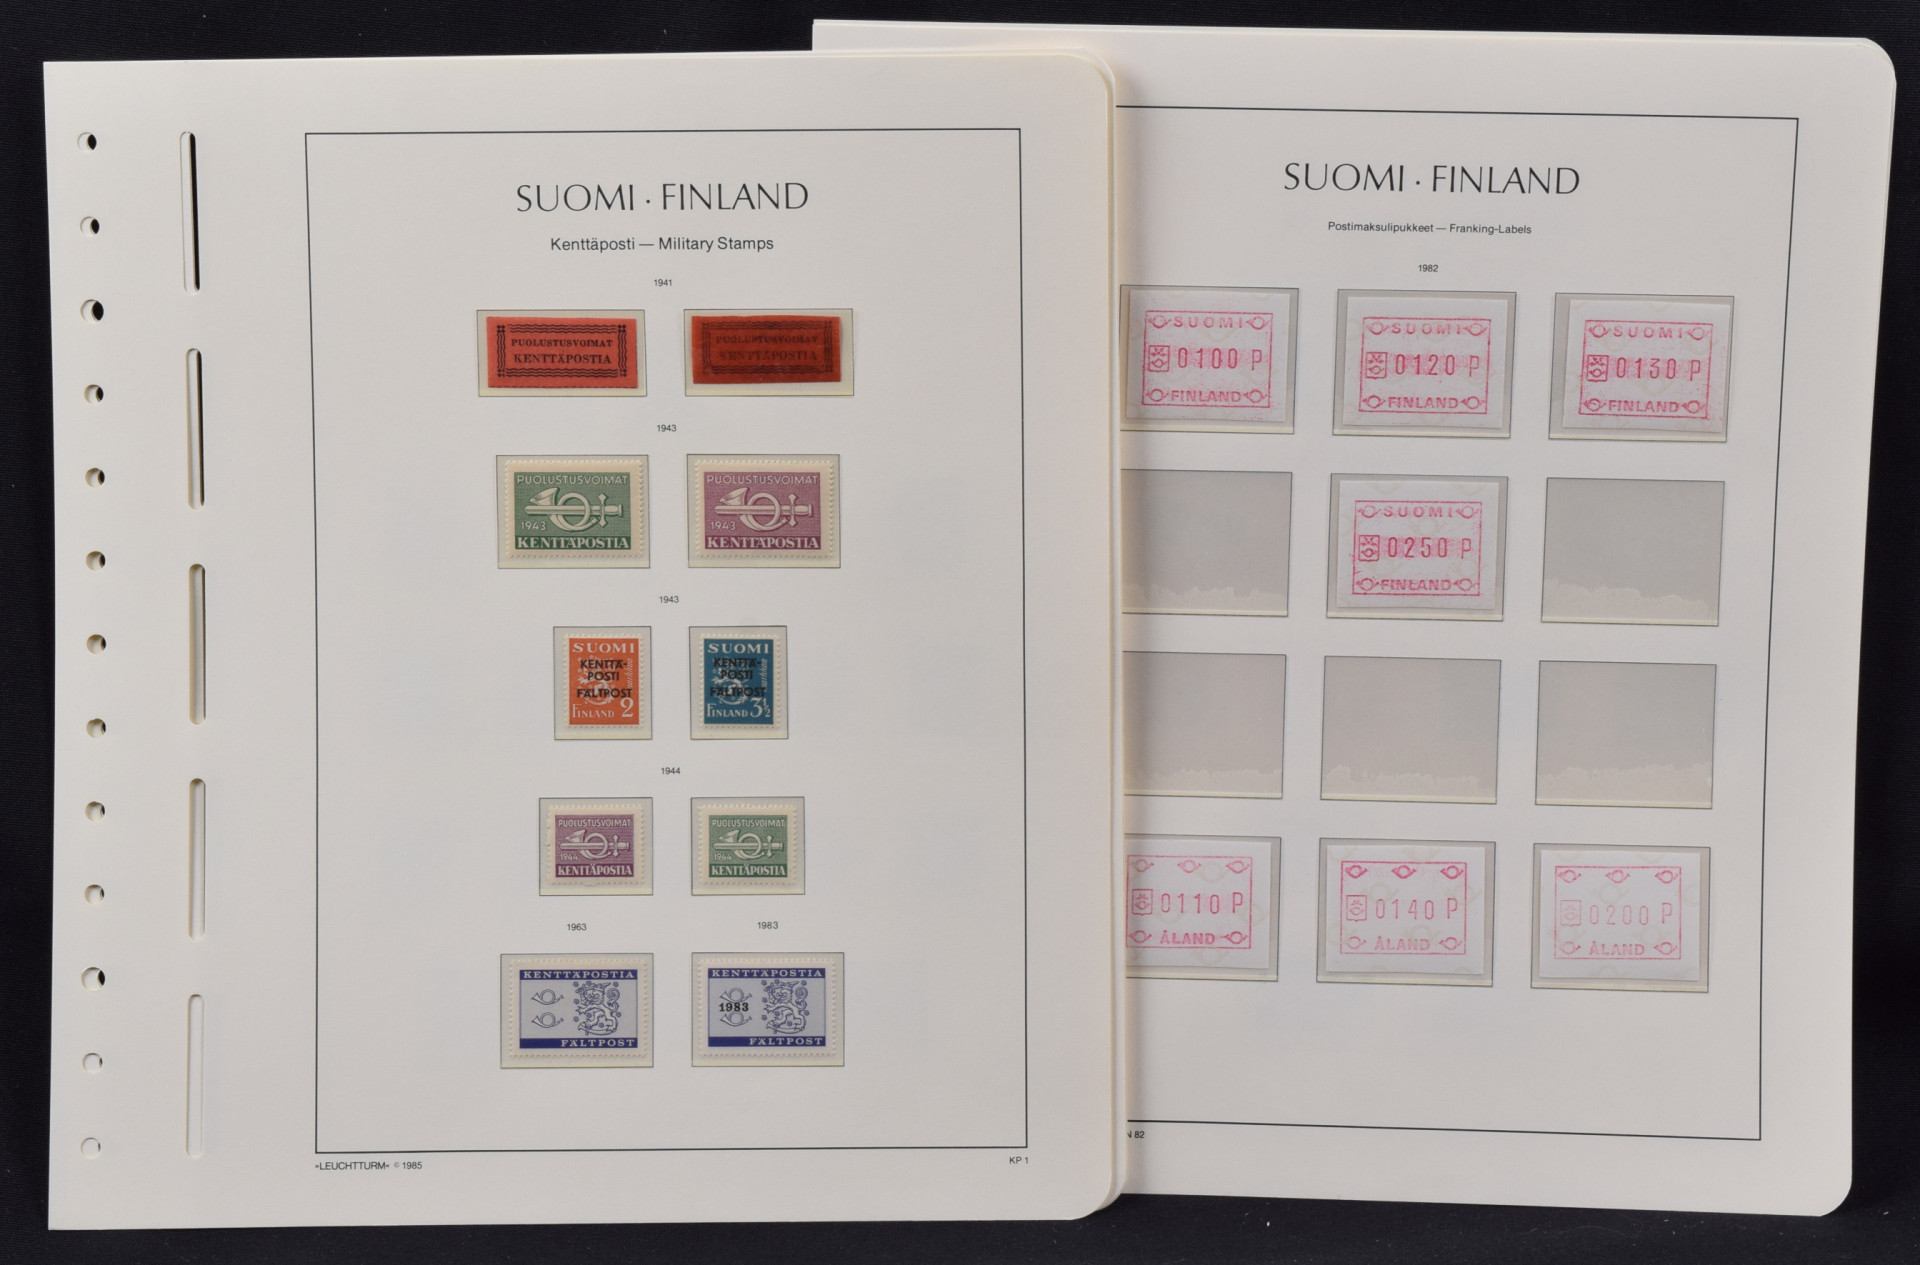 SUOMI · FINLAND
Kenttäposti — Military Stamps
1941
PUOLUSTUSVOIMAT
KENTTÄPOSTIA
PUOLUSTUSVOIMAT
KENTTÄPOSTIA
1943
PUOLUSTUSVOIMAT
1943
KENTTÄPOSTIA
PUOLUSTUSVOIMAT
1943
KENTTÄPOSTIA
1943
SUOMI
KENTTÄ-
POSTI
FÄLTPOST
FINLAND 2
SUOMI
KENTTÄ-
POSTI
FÄLTPOST
FINLAND 3½
1944
PUOLUSTUSVOIMAT
1944
KENTTÄPOSTIA
PUOLUSTUSVOIMAT
1944
KENTTÄPOSTIA
1963
1983
KENTTÄPOSTIA
FÄLTPOST
KENTTÄPOSTIA
1983
FÄLTPOST
»LEUCHTTURM« © 1985
KP 1
SUOMI · FINLAND
Postimaksulipukkeet — Franking-Labels
1982
SUOMI
0100 P
FINLAND
SUOMI
0120 P
FINLAND
SUOMI
0130 P
FINLAND
SUOMI
0250 P
FINLAND
0110 P
ÅLAND
0140 P
ÅLAND
0200 P
ÅLAND
N 82